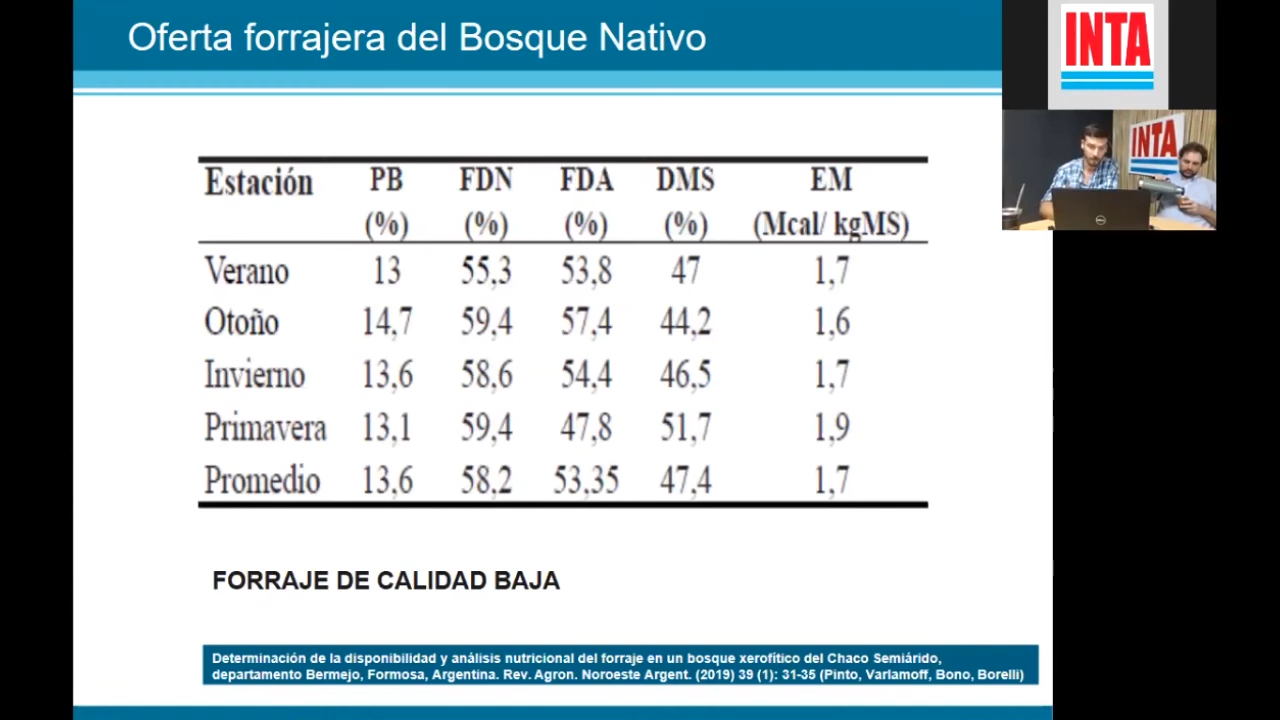 Oferta forrajera del Bosque Nativo
INTA
INTA
Estación PB FDN FDA DMS EM
(%) (%) (%) (%) (Mcal/ kgMS)
Verano 13 55,3 53,8 47 1,7
Otoño 14,7 59,4 57,4 44,2 1,6
Invierno 13,6 58,6 54,4 46,5 1,7
Primavera 13,1 59,4 47,8 51,7 1,9
Promedio 13,6 58,2 53,35 47,4 1,7
FORRAJE DE CALIDAD BAJA
Determinación de la disponibilidad y análisis nutricional del forraje en un bosque xerofítico del Chaco Semiárido,
departamento Bermejo, Formosa, Argentina. Rev. Agron. Noroeste Argent. (2019) 39 (1): 31-35 (Pinto, Varlamoff, Bono, Borelli)